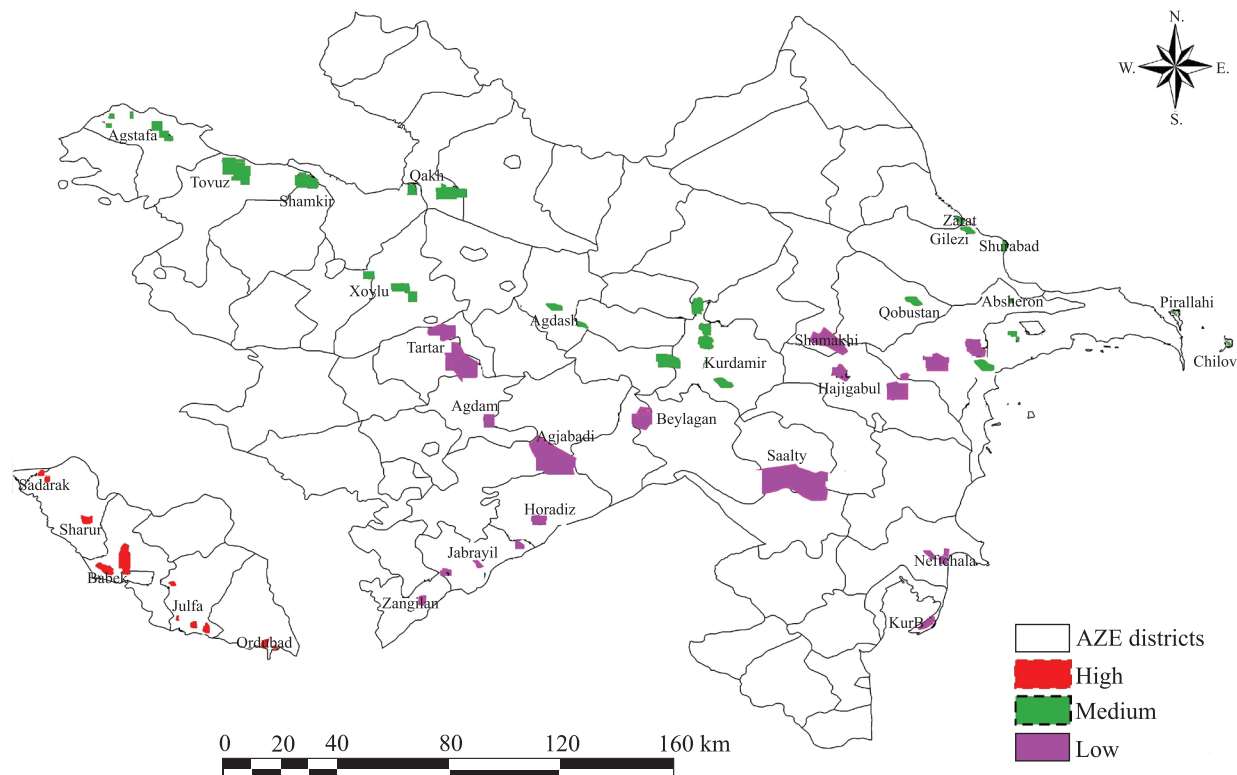 N.
W.
E.
S.
Agstafa
Tovuz
Shamkir
Qakh
Zarat
Gilezi
Shurabad
Xoylu
Agdash
Qobustan
Absheron
Pirallahi
Chilov
Tartar
Kurdamir
Shamakhi
Hajigabul
Agdam
Beylagan
Agjabadi
Saalty
Sadarak
Sharur
Babek
Julfa
Ordubad
Horadiz
Jabrayil
Zangilan
Neftchala
KurB
AZE districts
High
Medium
Low
0 20 40 80 120 160 km